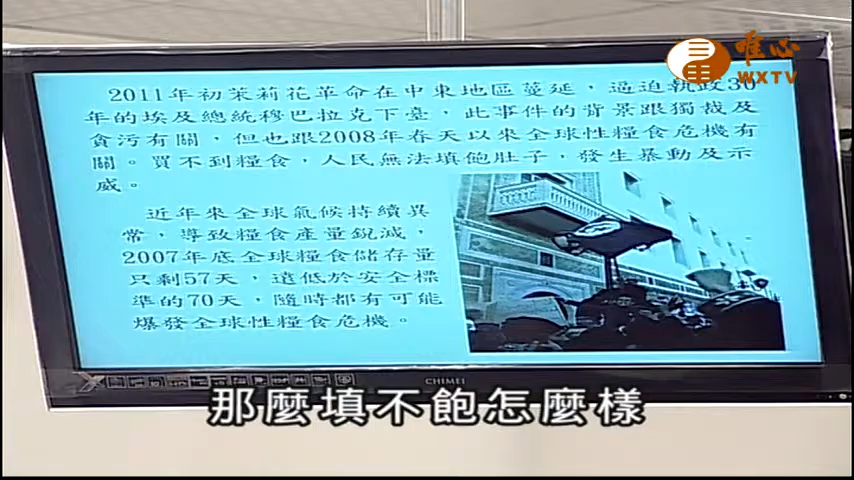 唯心
WXTV
2011年初茉莉花革命在中東地區蔓延，逼迫執政30
年的埃及總統穆巴拉克下臺，此事件的背景跟獨裁及
貪污有關，但也跟2008年春天以來全球性糧食危機有
關。買不到糧食，人民無法填飽肚子，發生暴動及示
威。
近年來全球氣候持續異
常，導致糧食產量銳減，
2007年底全球糧食儲存量
只剩57天，遠低於安全標
準的70天，隨時都有可能
爆發全球性糧食危機。
CHIMEI
那麼填不飽怎麼樣